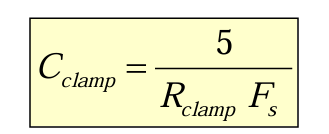 C_clamp = 5 / (R_clamp F_s)